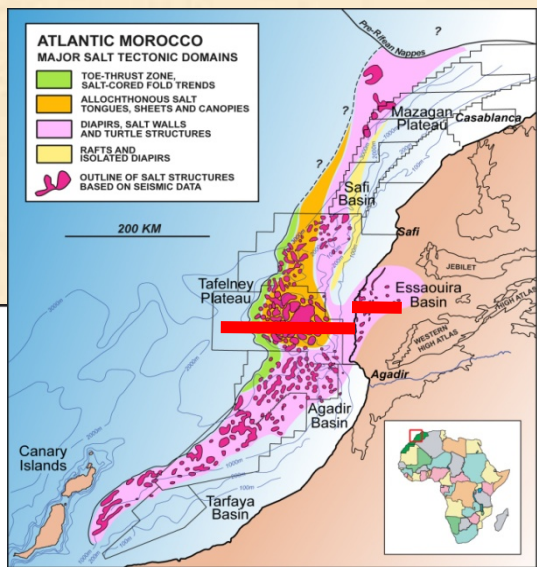 ATLANTIC MOROCCO
MAJOR SALT TECTONIC DOMAINS
TOE-THRUST ZONE,
SALT-CORED FOLD TRENDS
ALLOCHTHONOUS SALT
TONGUES, SHEETS AND CANOPIES
DIAPIRS, SALT WALLS
AND TURTLE STRUCTURES
RAFTS AND
ISOLATED DIAPIRS
OUTLINE OF SALT STRUCTURES
BASED ON SEISMIC DATA
200 KM
Pre-Rifean Nappes
?
?
?
?
Mazagan
Plateau
Casablanca
Safi
Basin
Safi
JEBILET
Tafelney
Plateau
Essaouira
Basin
HIGH ATLAS
WESTERN
HIGH ATLAS
Agadir
Agadir
Basin
Canary
Islands
Tarfaya
Basin